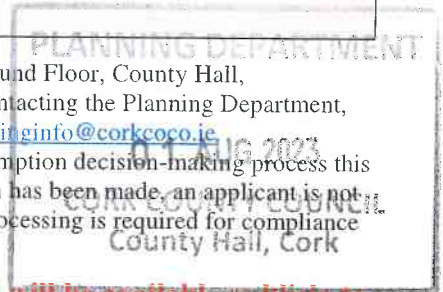 PLANNING DEPARTMENT
und Floor, County Hall,
ntacting the Planning Department,
inginfo@corkcoco.ie
01 AUG 2023
mption decision-making process this
n has been made, an applicant is not
CORK COUNTY COUNCIL
ocessing is required for compliance
County Hall, Cork